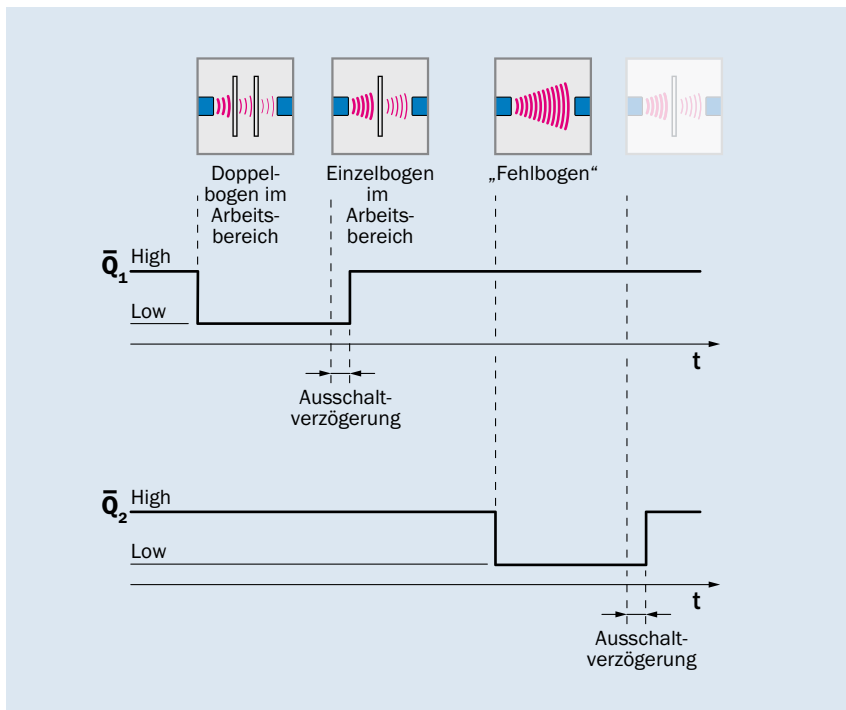 Doppel-
bogen im
Arbeits-
bereich
Einzelbogen
im
Arbeits-
bereich
„Fehlbogen“
Q̅₁
High
Low
t
Ausschalt-
verzögerung
Q̅₂
High
Low
t
Ausschalt-
verzögerung